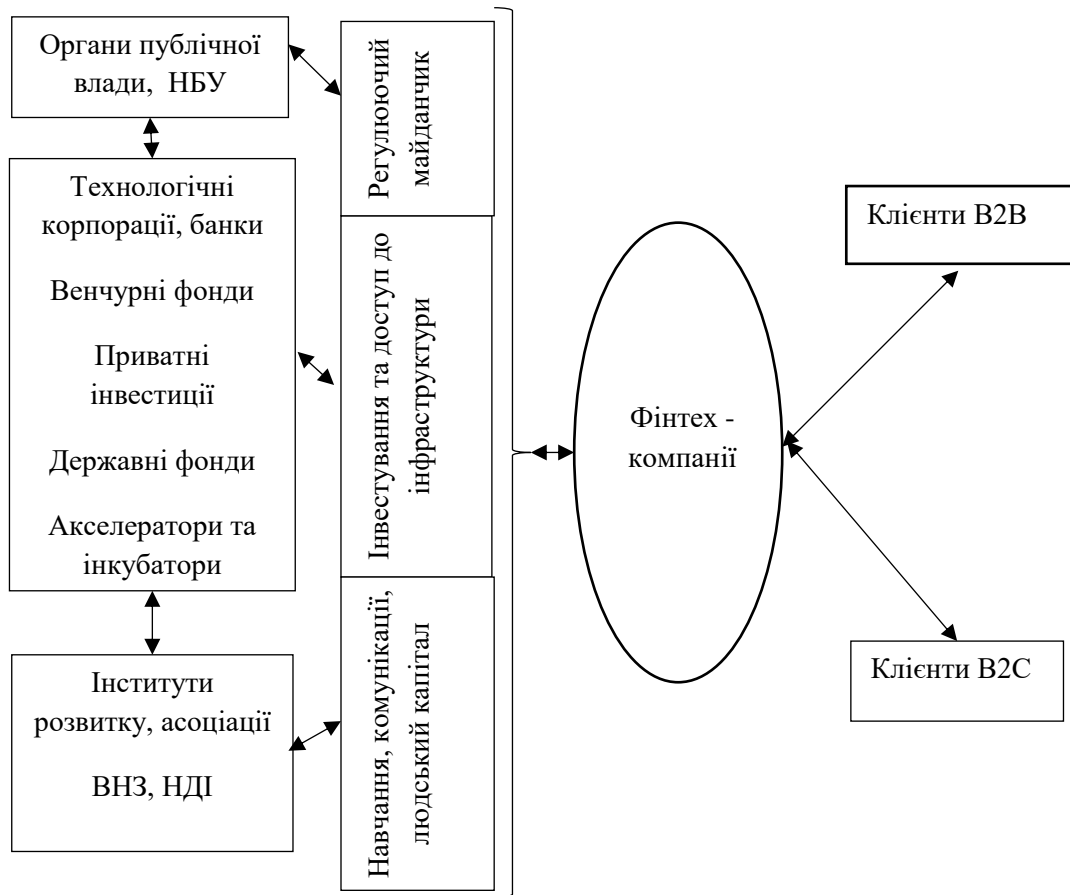 Органи публічної
влади,  НБУ
Технологічні
корпорації, банки
Венчурні фонди
Приватні
інвестиції
Державні фонди
Акселератори та
інкубатори
Інститути
розвитку, асоціації
ВНЗ, НДІ
Регулюючий
майданчик
Інвестування та доступ до
інфраструктури
Навчання, комунікації,
людський капітал
Фінтех -
компанії
Клієнти B2B
Клієнти B2C